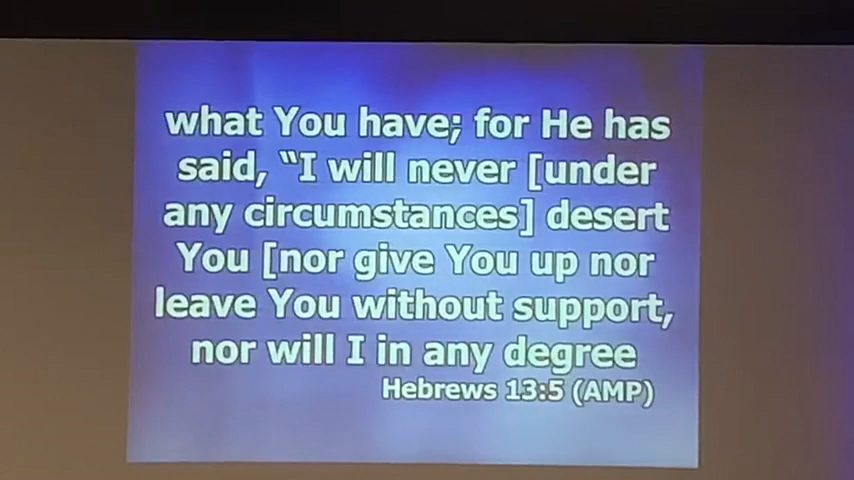 what You have; for He has
said, “I will never [under
any circumstances] desert
You [nor give You up nor
leave You without support,
nor will I in any degree
Hebrews 13:5 (AMP)